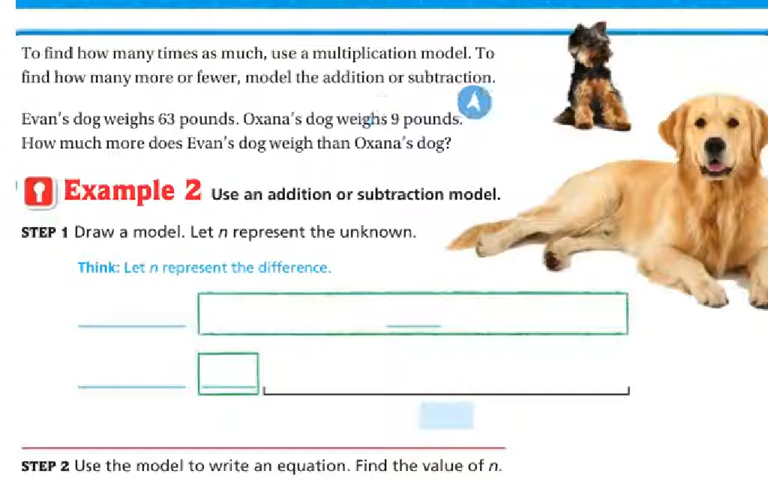 To find how many times as much, use a multiplication model. To
find how many more or fewer, model the addition or subtraction.
Evan's dog weighs 63 pounds. Oxana's dog weighs 9 pounds.
How much more does Evan's dog weigh than Oxana's dog?
Example 2 Use an addition or subtraction model.
STEP 1 Draw a model. Let n represent the unknown.
Think: Let n represent the difference.
STEP 2 Use the model to write an equation. Find the value of n.